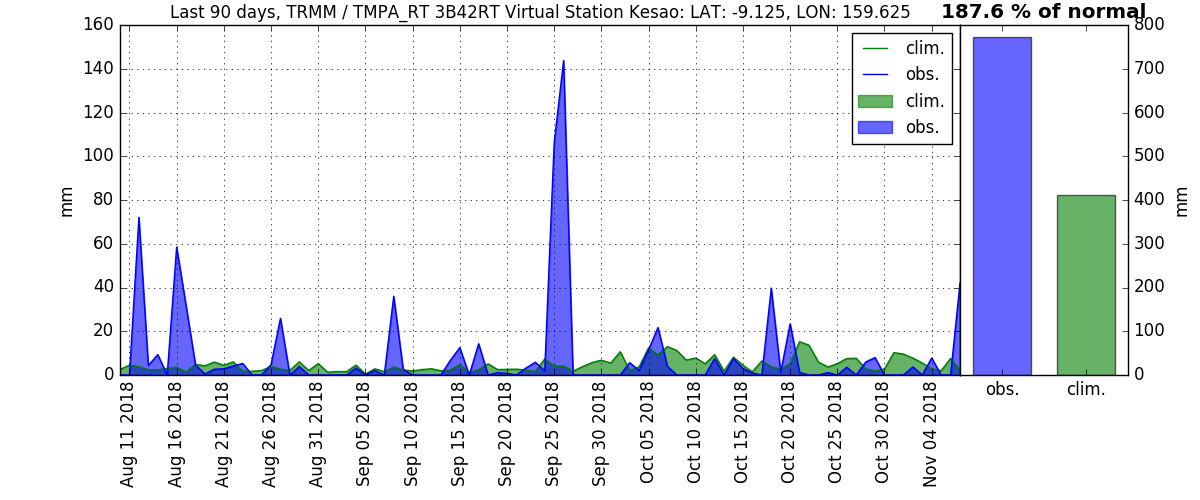 Last 90 days, TRMM / TMPA_RT 3B42RT Virtual Station Kesao: LAT: -9.125, LON: 159.625
187.6 % of normal
160
140
120
100
80
60
40
20
0
mm
clim.
obs.
clim.
obs.
800
700
600
500
400
300
200
100
0
mm
Aug 11 2018
Aug 16 2018
Aug 21 2018
Aug 26 2018
Aug 31 2018
Sep 05 2018
Sep 10 2018
Sep 15 2018
Sep 20 2018
Sep 25 2018
Sep 30 2018
Oct 05 2018
Oct 10 2018
Oct 15 2018
Oct 20 2018
Oct 25 2018
Oct 30 2018
Nov 04 2018
obs.
clim.